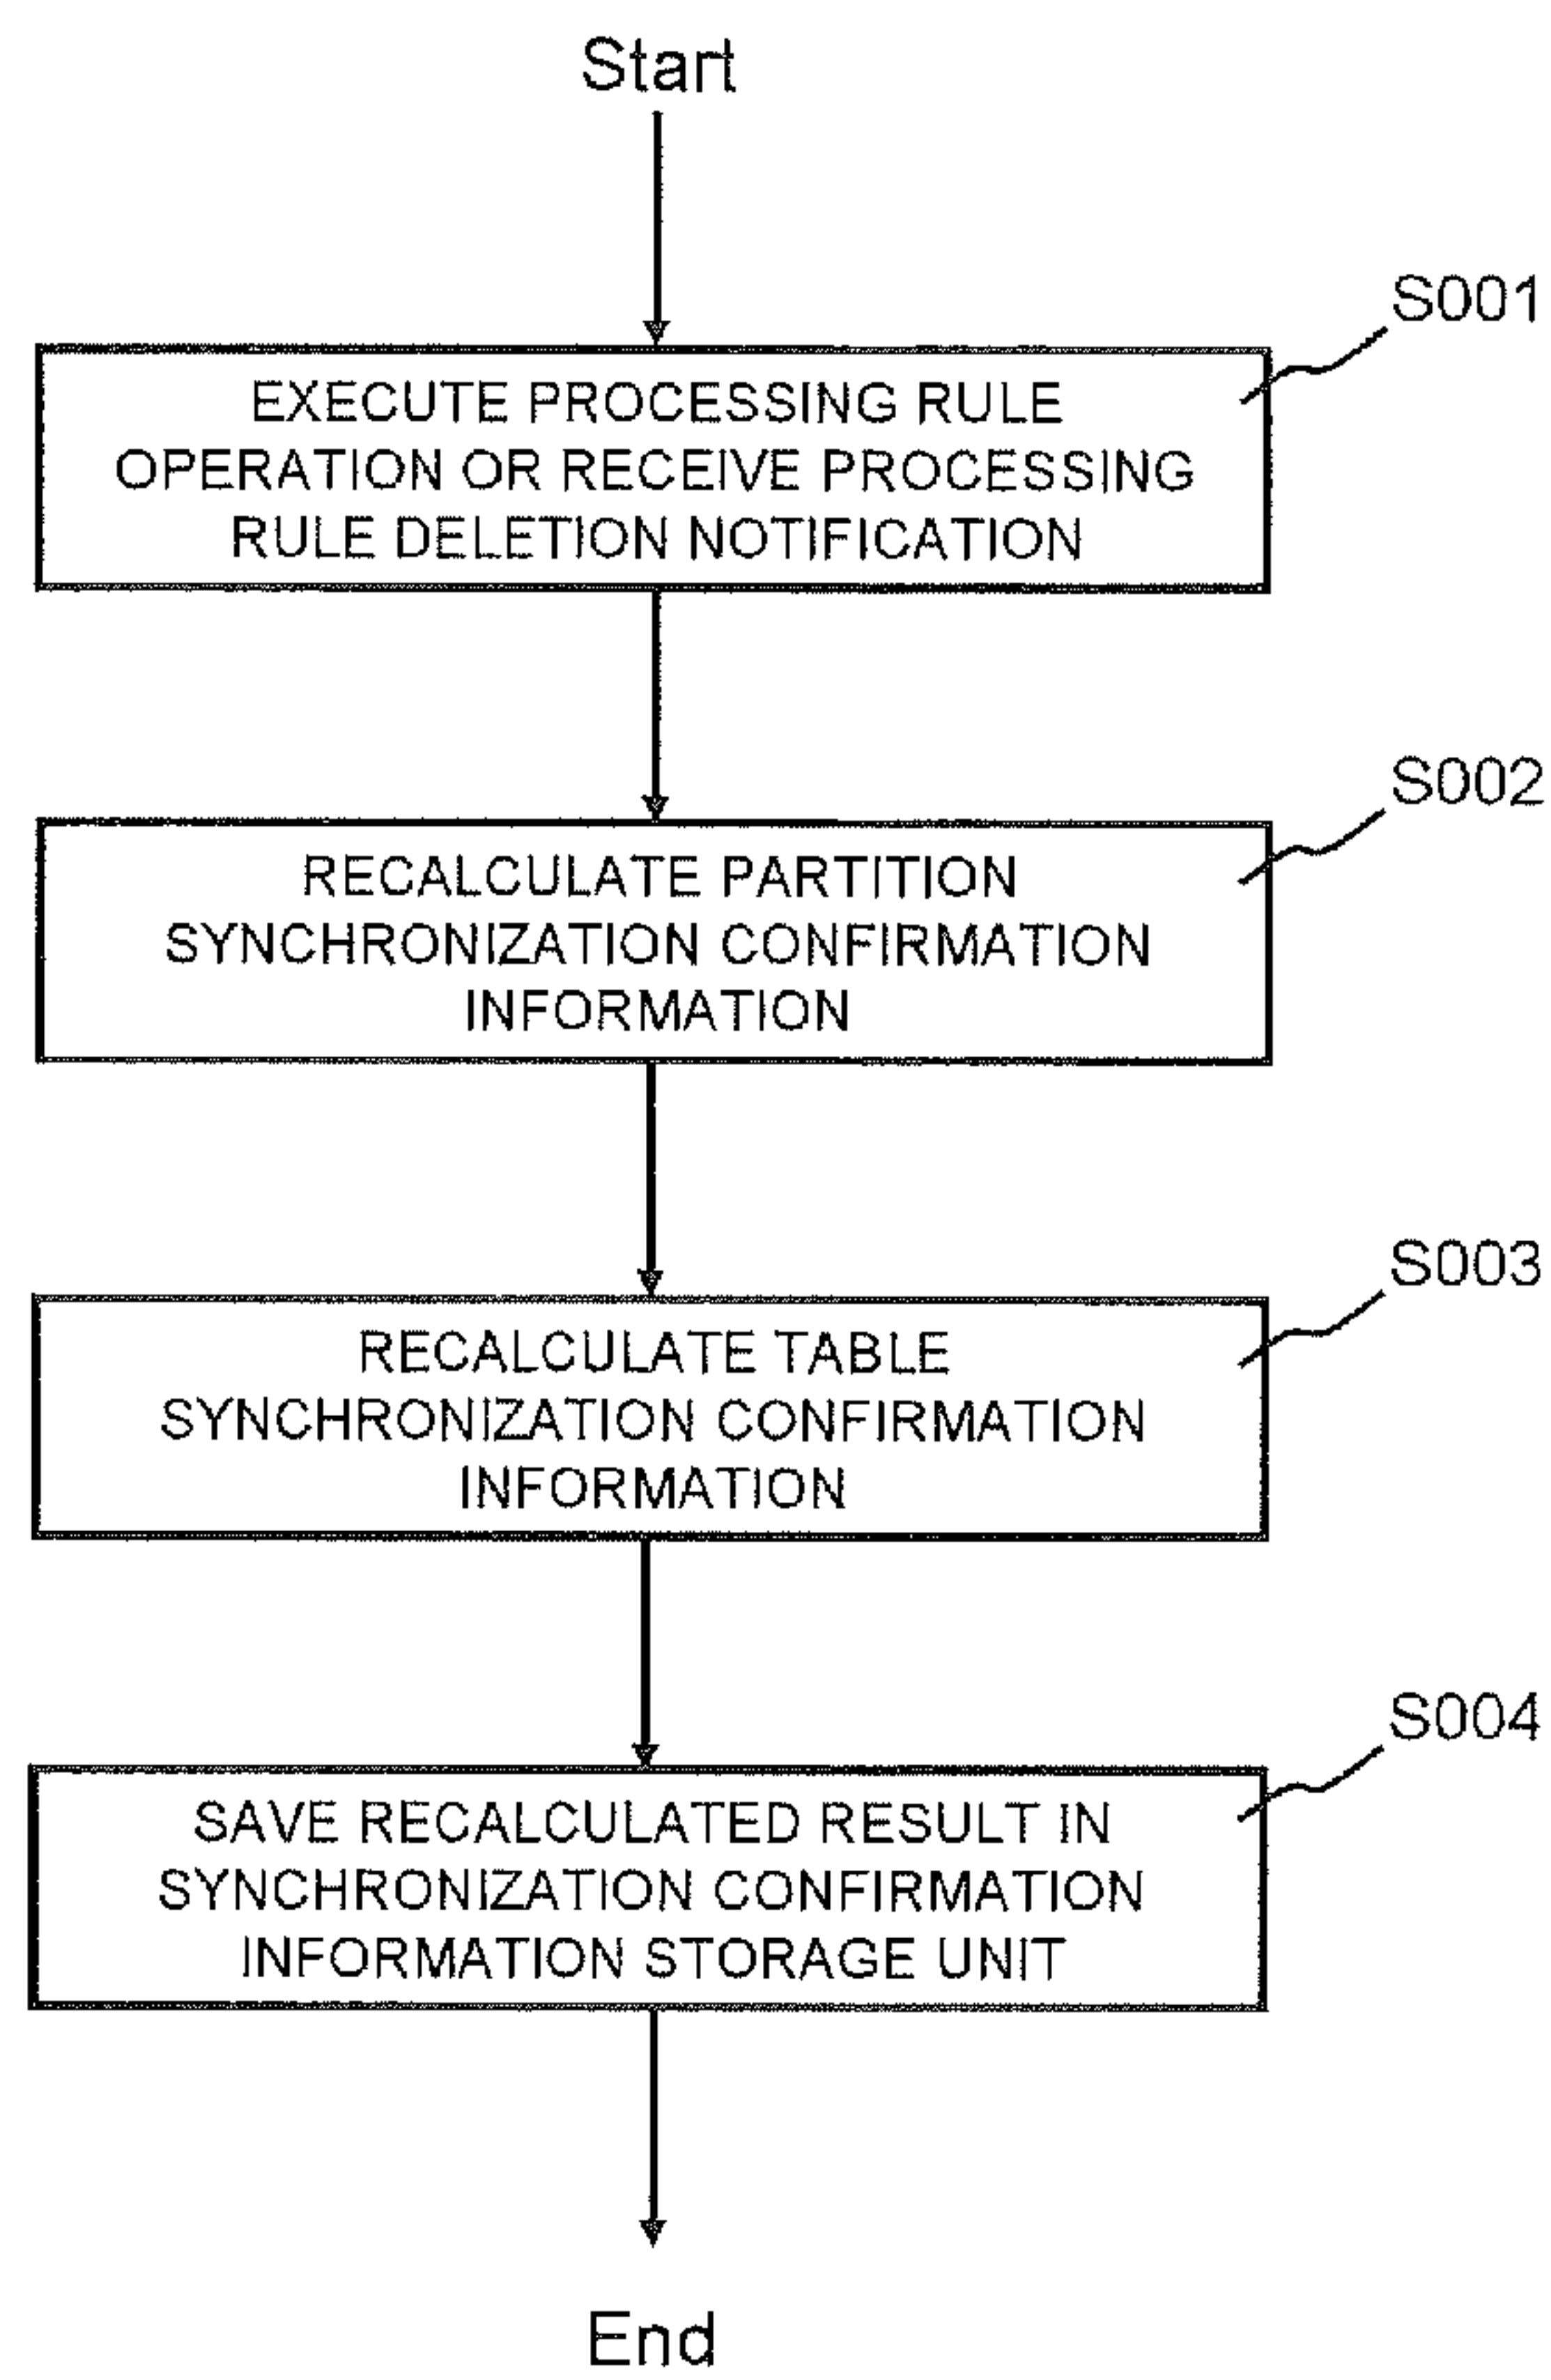 Start
S001
EXECUTE PROCESSING RULE
OPERATION OR RECEIVE PROCESSING
RULE DELETION NOTIFICATION
S002
RECALCULATE PARTITION
SYNCHRONIZATION CONFIRMATION
INFORMATION
S003
RECALCULATE TABLE
SYNCHRONIZATION CONFIRMATION
INFORMATION
S004
SAVE RECALCULATED RESULT IN
SYNCHRONIZATION CONFIRMATION
INFORMATION STORAGE UNIT
End